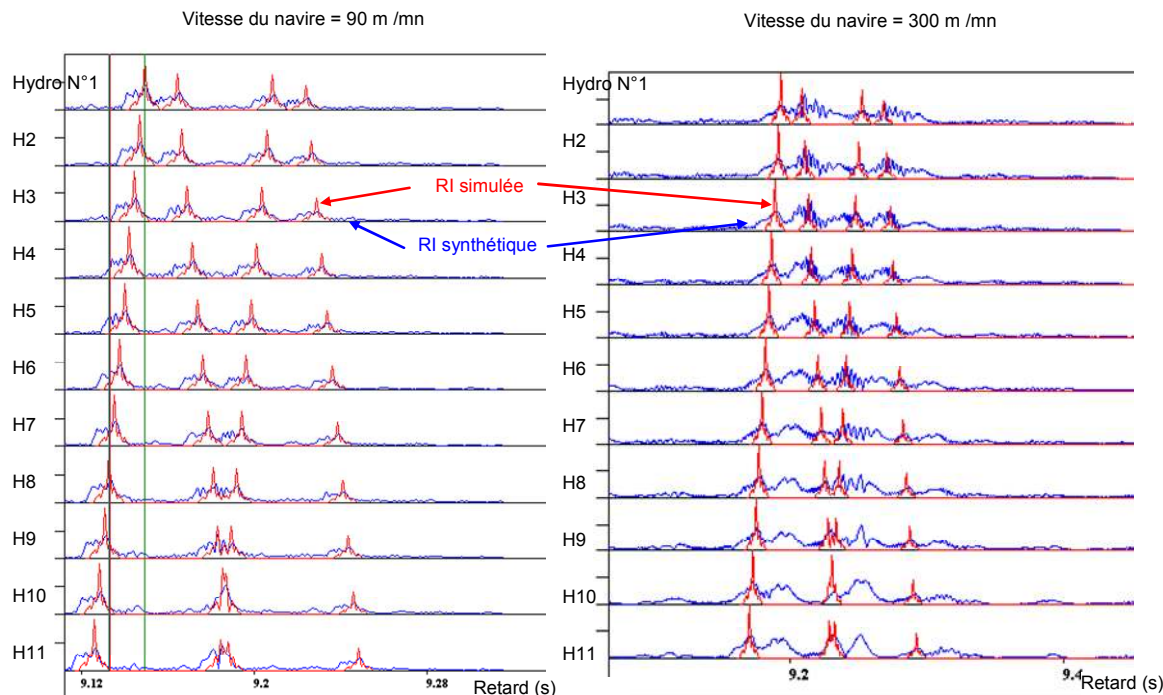 Vitesse du navire = 90 m /mn
Vitesse du navire = 300 m /mn
Hydro N°1
H2
H3
H4
H5
H6
H7
H8
H9
H10
H11
9.12
9.2
9.28
Retard (s)
RI simulée
RI synthétique
Hydro N°1
H2
H3
H4
H5
H6
H7
H8
H9
H10
H11
9.2
9.4
Retard (s)